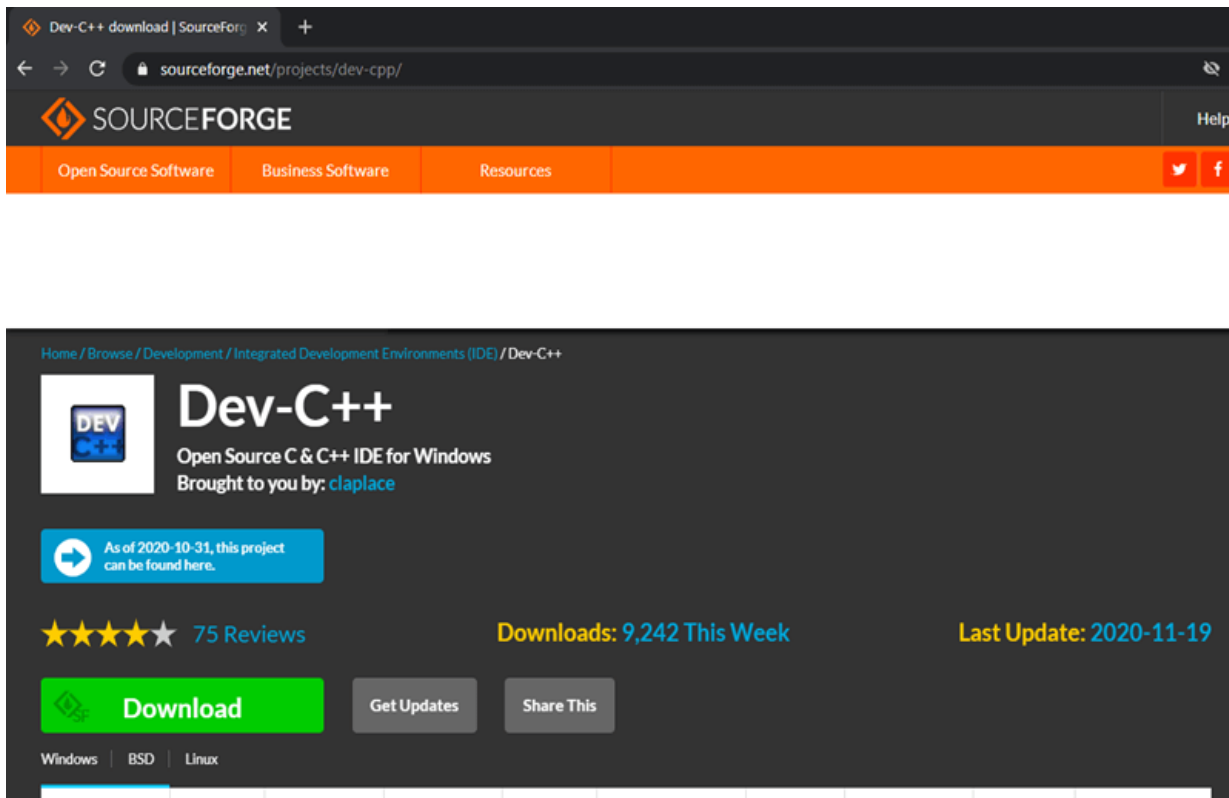 Dev-C++ download | SourceForg
sourceforge.net/projects/dev-cpp/
SOURCEFORGE
Help
Open Source Software Business Software Resources
Home / Browse / Development / Integrated Development Environments (IDE) / Dev-C++
DEV
C++
Dev-C++
Open Source C & C++ IDE for Windows
Brought to you by: claplace
As of 2020-10-31, this project
can be found here.
75 Reviews Downloads: 9,242 This Week Last Update: 2020-11-19
SF Download Get Updates Share This
Windows BSD Linux